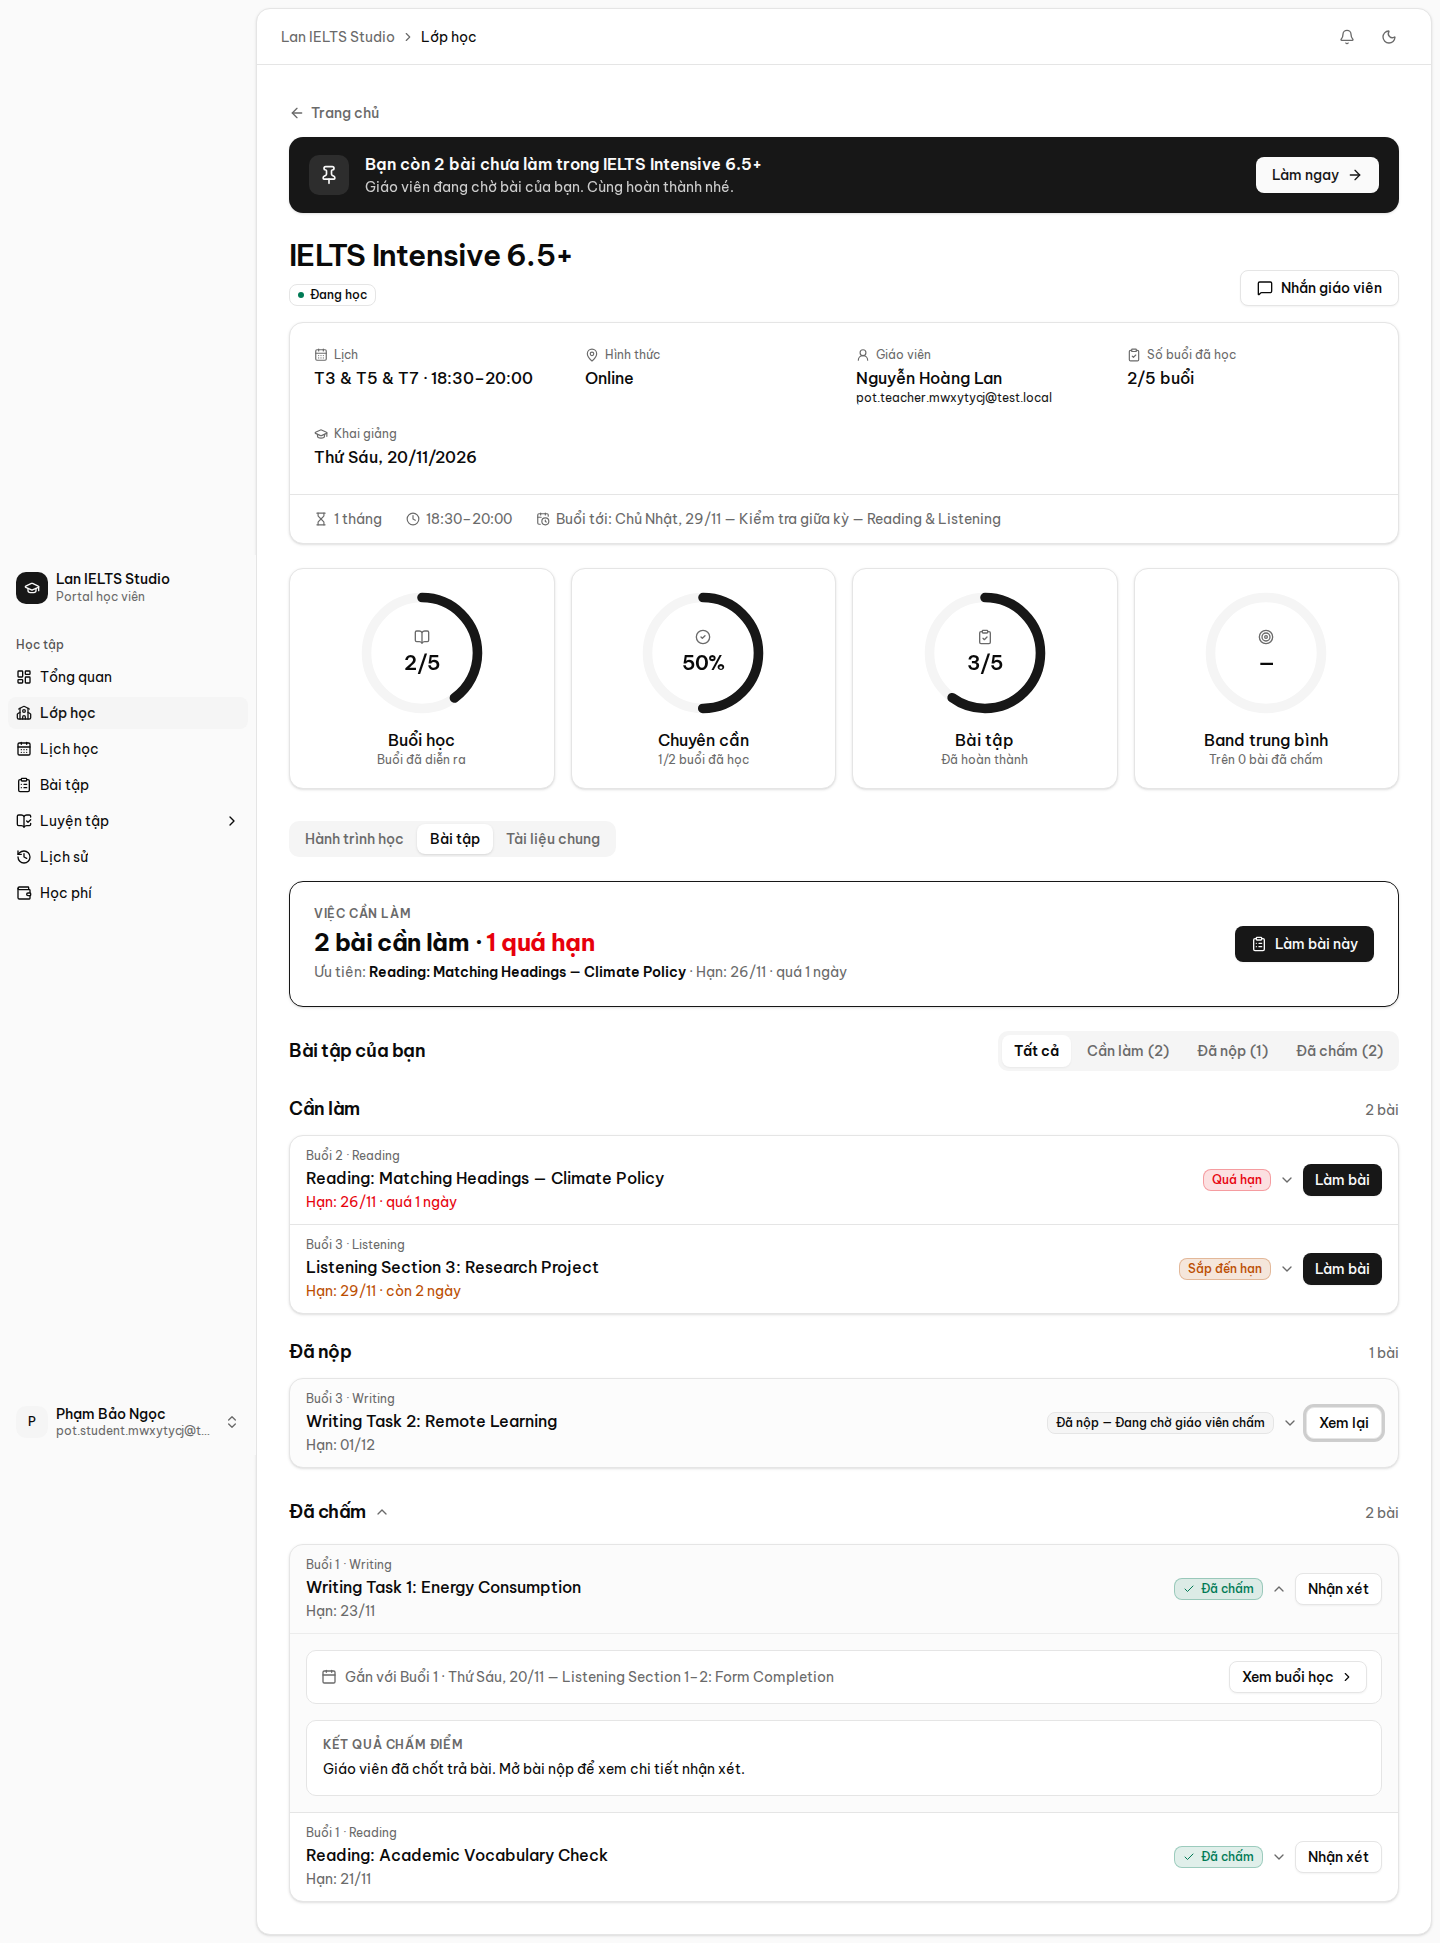 Lan IELTS Studio
Lớp học
Trang chủ
Bạn còn 2 bài chưa làm trong IELTS Intensive 6.5+
Giáo viên đang chờ bài của bạn. Cùng hoàn thành nhé.
Làm ngay
IELTS Intensive 6.5+
Đang học
Nhắn giáo viên
Lịch
T3 & T5 & T7 · 18:30–20:00
Hình thức
Online
Giáo viên
Nguyễn Hoàng Lan
pot.teacher.mwxytycj@test.local
Số buổi đã học
2/5 buổi
Khai giảng
Thứ Sáu, 20/11/2026
1 tháng
18:30–20:00
Buổi tới: Chủ Nhật, 29/11 — Kiểm tra giữa kỳ — Reading & Listening
Lan IELTS Studio
Portal học viên
Học tập
Tổng quan
Lớp học
Lịch học
Bài tập
Luyện tập
Lịch sử
Học phí
Phạm Bảo Ngọc
pot.student.mwxytycj@t...
P
2/5
Buổi học
Buổi đã diễn ra
50%
Chuyên cần
1/2 buổi đã học
3/5
Bài tập
Đã hoàn thành
—
Band trung bình
Trên 0 bài đã chấm
Hành trình học
Bài tập
Tài liệu chung
VIỆC CẦN LÀM
2 bài cần làm · 1 quá hạn
Ưu tiên: Reading: Matching Headings — Climate Policy · Hạn: 26/11 · quá 1 ngày
Làm bài này
Bài tập của bạn
Tất cả
Cần làm (2)
Đã nộp (1)
Đã chấm (2)
Cần làm
2 bài
Buổi 2 · Reading
Reading: Matching Headings — Climate Policy
Hạn: 26/11 · quá 1 ngày
Quá hạn
Làm bài
Buổi 3 · Listening
Listening Section 3: Research Project
Hạn: 29/11 · còn 2 ngày
Sắp đến hạn
Làm bài
Đã nộp
1 bài
Buổi 3 · Writing
Writing Task 2: Remote Learning
Hạn: 01/12
Đã nộp — Đang chờ giáo viên chấm
Xem lại
Đã chấm
2 bài
Buổi 1 · Writing
Writing Task 1: Energy Consumption
Hạn: 23/11
Đã chấm
Nhận xét
Gắn với Buổi 1 · Thứ Sáu, 20/11 — Listening Section 1–2: Form Completion
Xem buổi học
KẾT QUẢ CHẤM ĐIỂM
Giáo viên đã chốt trả bài. Mở bài nộp để xem chi tiết nhận xét.
Buổi 1 · Reading
Reading: Academic Vocabulary Check
Hạn: 21/11
Đã chấm
Nhận xét